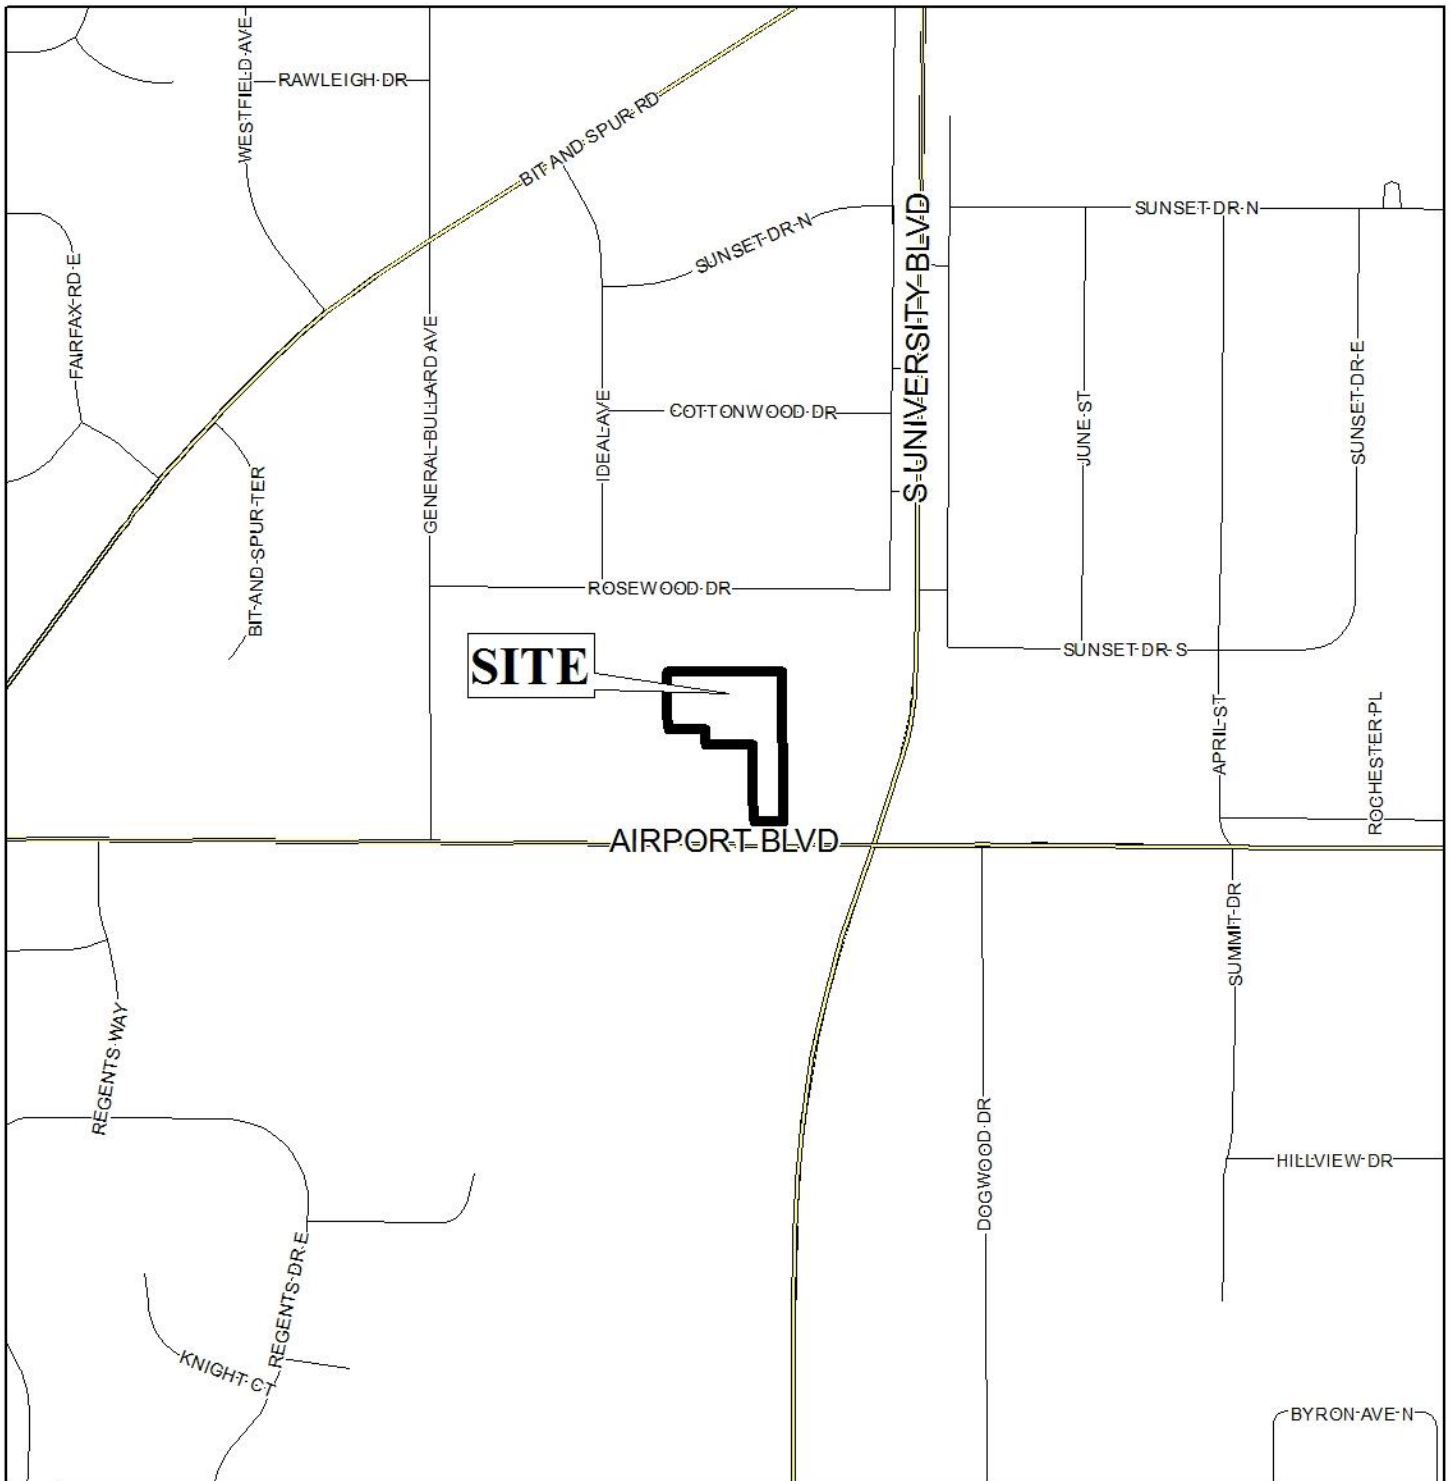 WESTFIELD AVE
RAWLEIGH DR
BIT AND SPUR RD
SUNSET DR N
SUNSET DR N
S UNIVERSITY BLVD
FAIRFAX RD E
GENERAL BULLARD AVE
IDEAL AVE
COTTONWOOD DR
JUNE ST
SUNSET DR E
BIT AND SPUR TER
ROSEWOOD DR
SUNSET DR S
SITE
APRIL ST
ROCHESTER PL
AIRPORT BLVD
SUMMIT DR
REGENTS WAY
DOGWOOD DR
HILLVIEW DR
REGENTS DR E
KNIGHT CT
BYRON AVE N